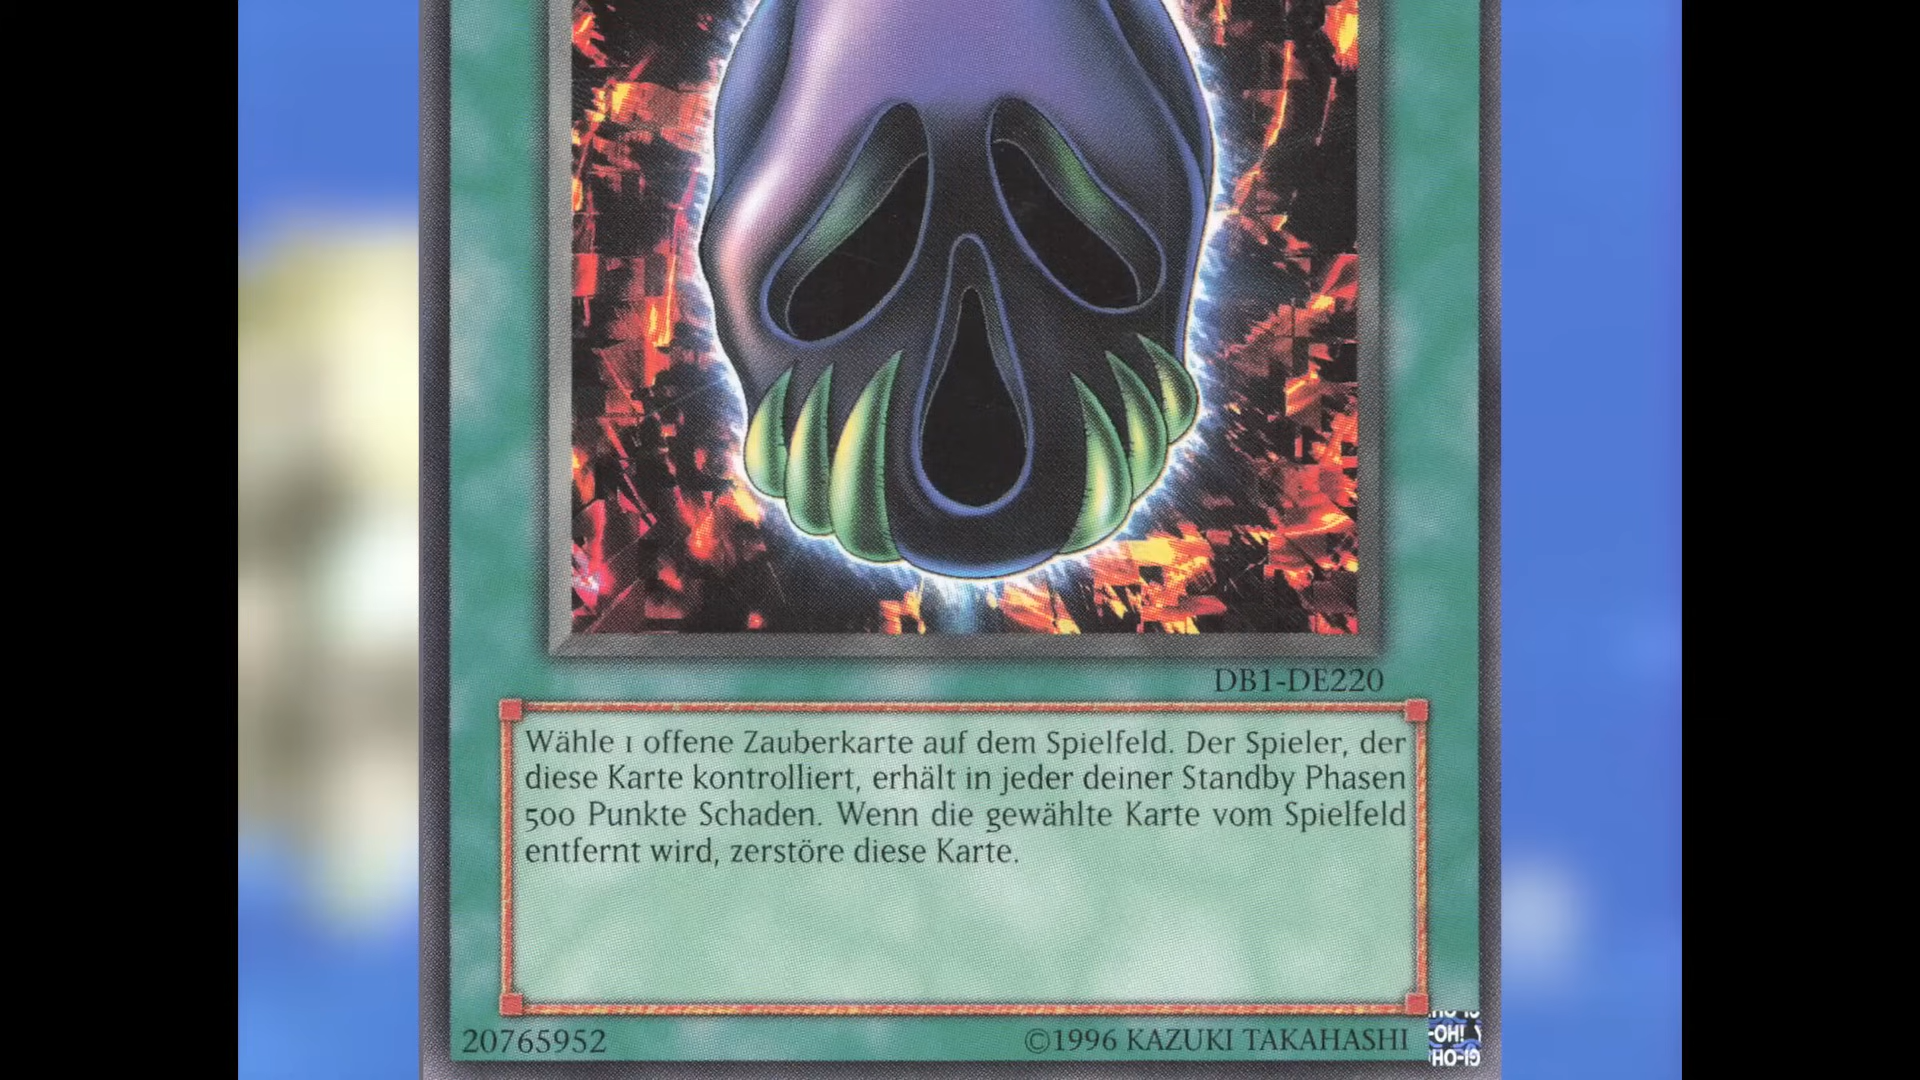 DB1-DE220
Wähle 1 offene Zauberkarte auf dem Spielfeld. Der Spieler, der
diese Karte kontrolliert, erhält in jeder deiner Standby Phasen
500 Punkte Schaden. Wenn die gewählte Karte vom Spielfeld
entfernt wird, zerstöre diese Karte.
20765952
©1996 KAZUKI TAKAHASHI
-OH!